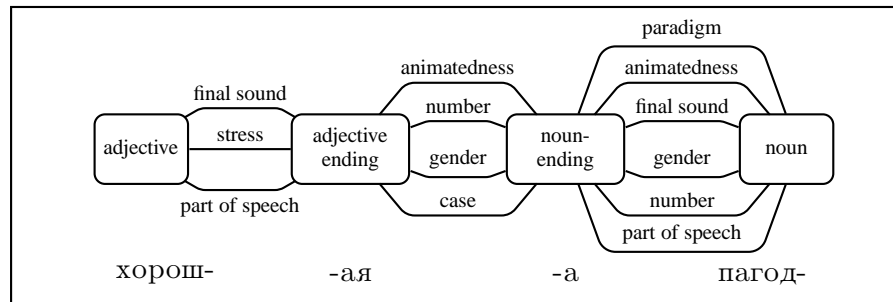 paradigm
animatedness animatedness
final sound number final sound
adjective stress adjective ending noun-ending noun
gender gender
part of speech case number
part of speech
хорош- -ая -а пагод-